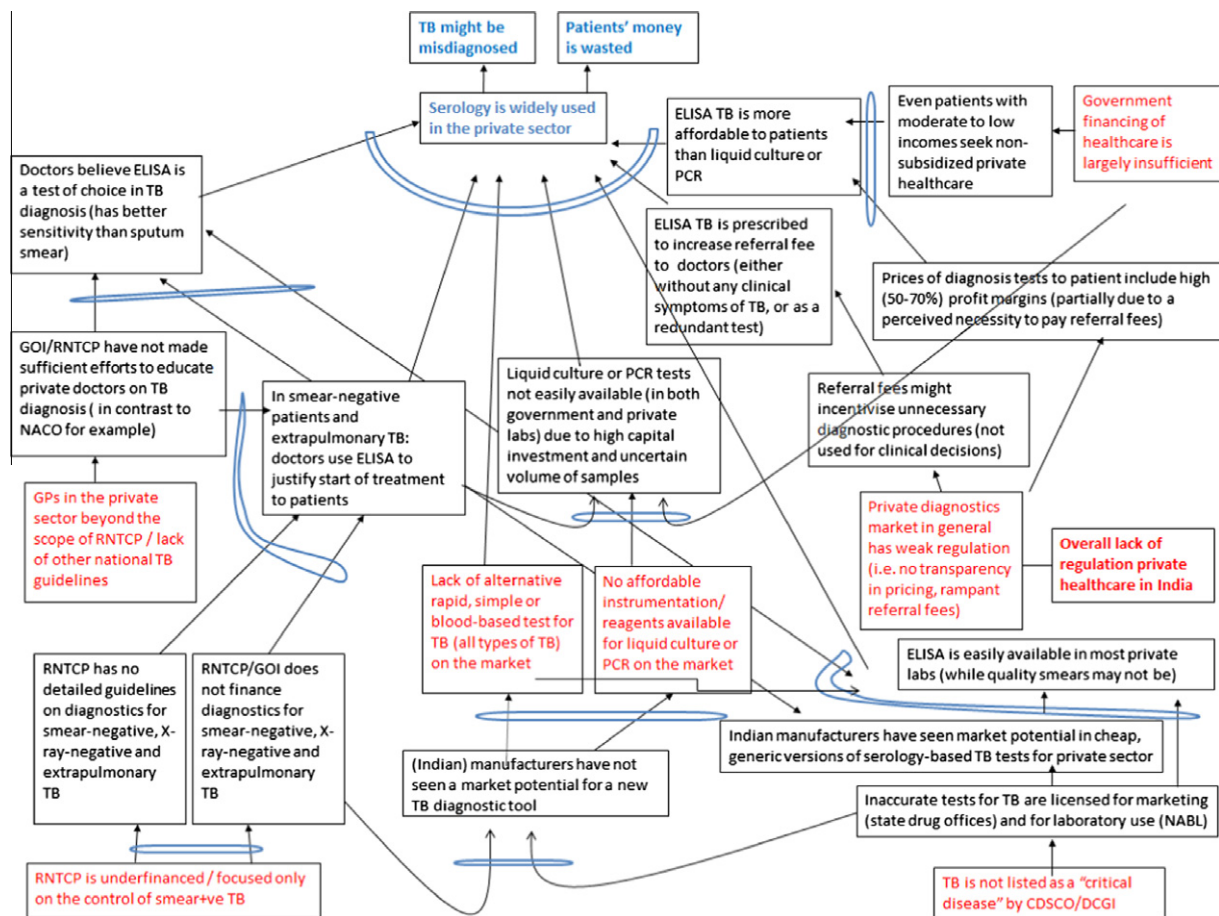 TB might be
misdiagnosed
Patients’ money
is wasted
Serology is widely used
in the private sector
ELISA TB is more
affordable to patients
than liquid culture or
PCR
Even patients with
moderate to low
incomes seek non-
subsidized private
healthcare
Government
financing of
healthcare is
largely insufficient
Doctors believe ELISA is
a test of choice in TB
diagnosis (has better
sensitivity than sputum
smear)
ELISA TB is prescribed
to increase referral fee
to doctors (either
without any clinical
symptoms of TB, or as a
redundant test)
Prices of diagnosis tests to patient include high
(50-70%) profit margins (partially due to a
perceived necessity to pay referral fees)
GOI/RNTCP have not made
sufficient efforts to educate
private doctors on TB
diagnosis ( in contrast to
NACO for example)
In smear-negative
patients and
extrapulmonary TB:
doctors use ELISA to
justify start of treatment
to patients
Liquid culture or PCR tests
not easily available (in both
government and private
labs) due to high capital
investment and uncertain
volume of samples
Referral fees might
incentivise unnecessary
diagnostic procedures (not
used for clinical decisions)
GPs in the private
sector beyond the
scope of RNTCP / lack
of other national TB
guidelines
Private diagnostics
market in general
has weak regulation
(i.e. no transparency
in pricing, rampant
referral fees)
Overall lack of
regulation private
healthcare in India
Lack of alternative
rapid, simple or
blood-based test for
TB (all types of TB)
on the market
No affordable
instrumentation/
reagents available
for liquid culture or
PCR on the market
RNTCP has no
detailed guidelines
on diagnostics for
smear-negative, X-
ray-negative and
extrapulmonary
TB
RNTCP/GOI does
not finance
diagnostics for
smear-negative, X-
ray-negative and
extrapulmonary
TB
ELISA is easily available in most private
labs (while quality smears may not be)
Indian manufacturers have seen market potential in cheap,
generic versions of serology-based TB tests for private sector
(Indian) manufacturers have not
seen a market potential for a new
TB diagnostic tool
Inaccurate tests for TB are licensed for marketing
(state drug offices) and for laboratory use (NABL)
RNTCP is underfinanced / focused only
on the control of smear+ve TB
TB is not listed as a “critical
disease” by CDSCO/DCGI